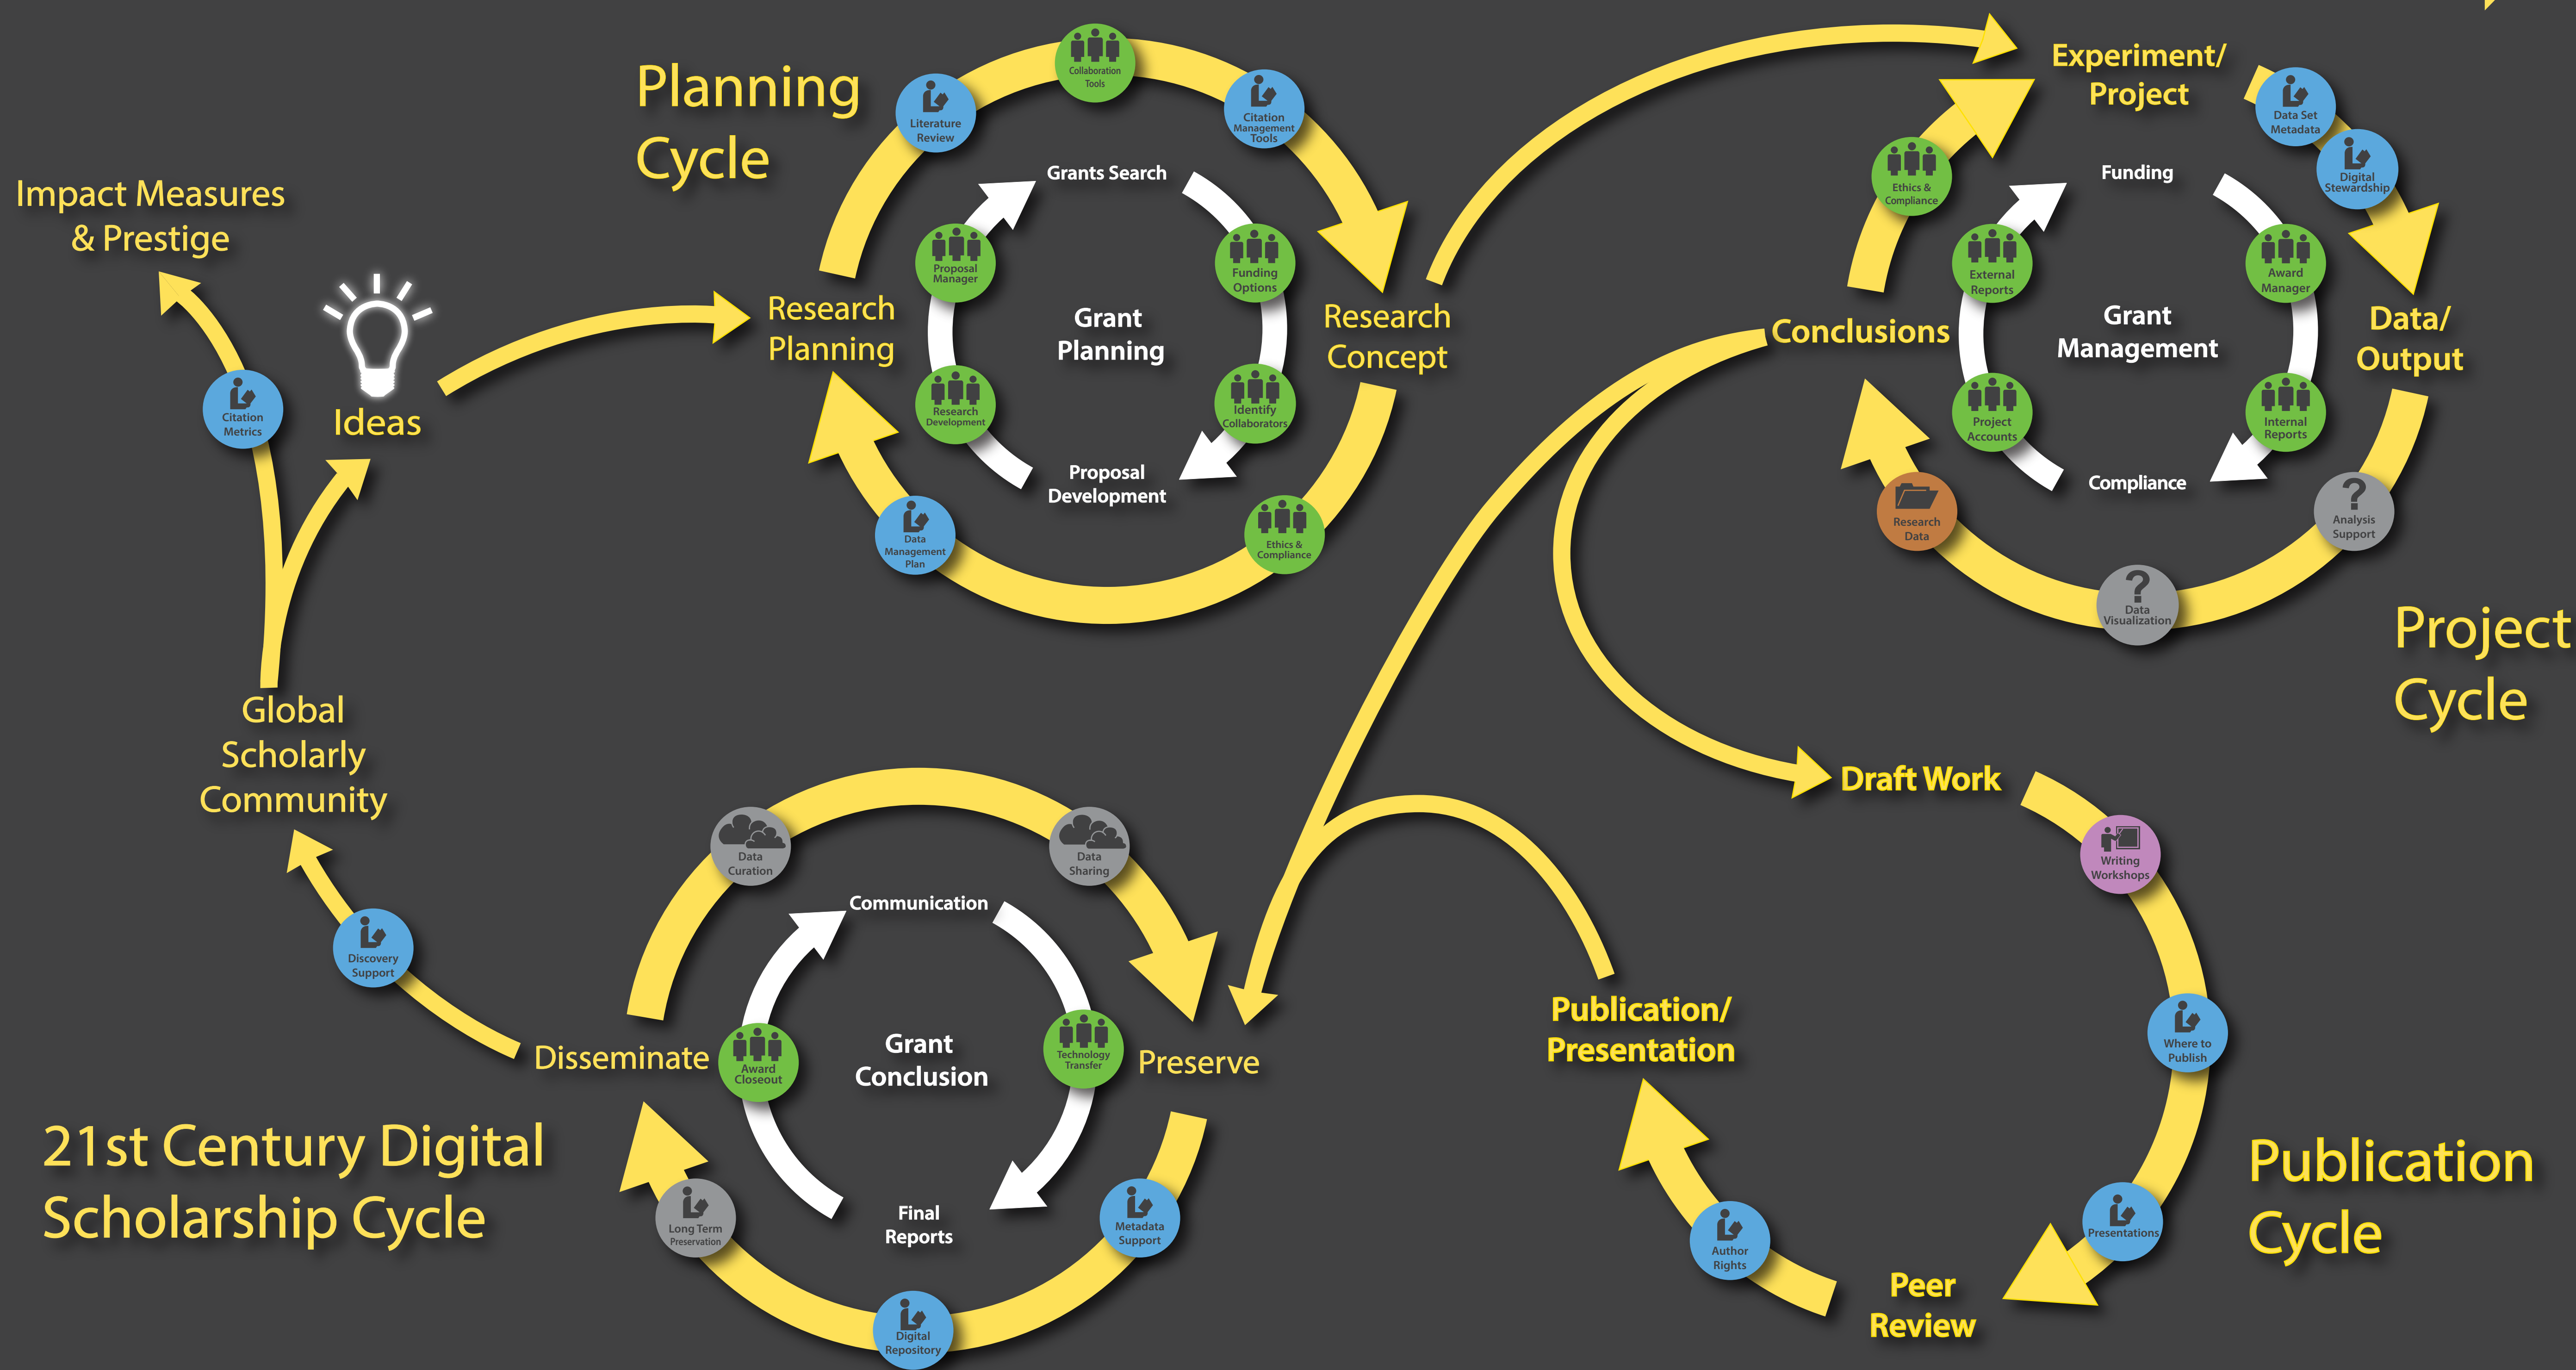 Planning
Cycle
Collaboration
Tools
Literature
Review
Citation
Management
Tools
Grants Search
Proposal
Manager
Funding
Options
Research
Planning
Grant
Planning
Research
Concept
Research
Development
Identify
Collaborators
Proposal
Development
Data
Management
Plan
Ethics &
Compliance
Experiment/
Project
Data Set
Metadata
Digital
Stewardship
Ethics &
Compliance
Funding
External
Reports
Award
Manager
Conclusions
Grant
Management
Data/
Output
Project
Accounts
Internal
Reports
Compliance
Research
Data
Analysis
Support
Data
Visualization
Project
Cycle
Impact Measures
& Prestige
Citation
Metrics
Ideas
Global
Scholarly
Community
Discovery
Support
Data
Curation
Data
Sharing
Communication
Disseminate
Award
Closeout
Grant
Conclusion
Technology
Transfer
Preserve
21st Century Digital
Scholarship Cycle
Long Term
Preservation
Final
Reports
Metadata
Support
Digital
Repository
Draft Work
Writing
Workshops
Publication/
Presentation
Where to
Publish
Publication
Cycle
Author
Rights
Presentations
Peer
Review